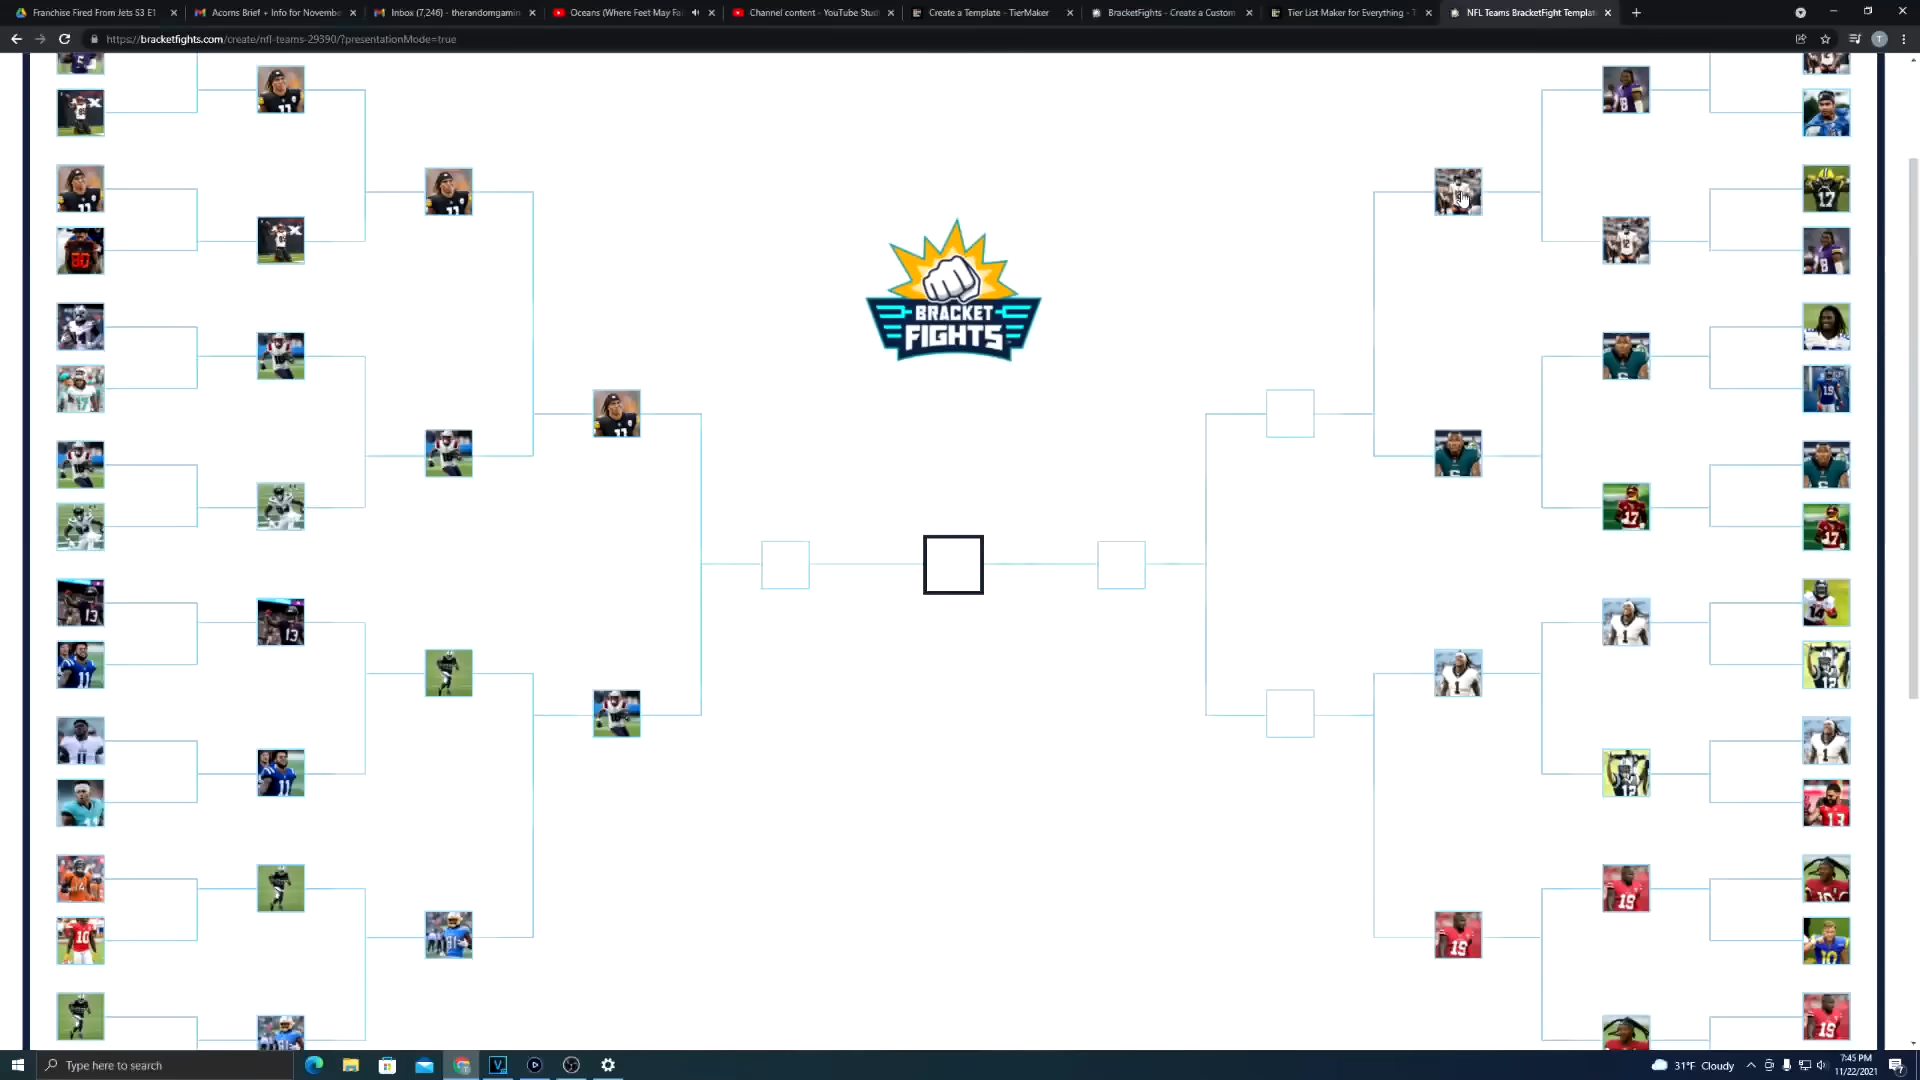 Franchise Fired From Jets S3 E1
Acorns Brief + Info for Novembe
Inbox (7,246) - therandomgamin
Oceans (Where Feet May Fa
Channel content - YouTube Stud
Create a Template - TierMaker
BracketFights - Create a Custom
Tier List Maker for Everything - T
NFL Teams BracketFight Templat
https://bracketfights.com/create/nfl-teams-29390/?presentationMode=true
T
BRACKET
FIGHTS
Type here to search
31°F Cloudy
7:45 PM
11/22/2021